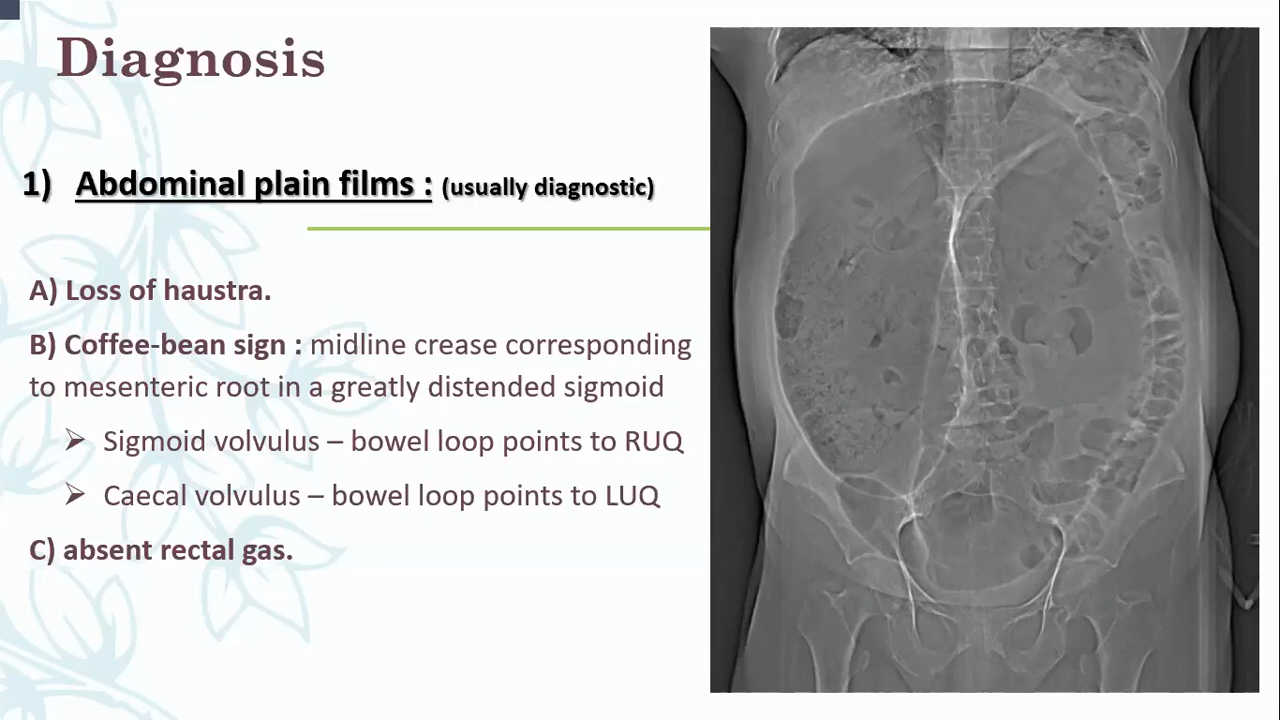 Diagnosis
1) Abdominal plain films : (usually diagnostic)
A) Loss of haustra.
B) Coffee-bean sign : midline crease corresponding
to mesenteric root in a greatly distended sigmoid
➢ Sigmoid volvulus – bowel loop points to RUQ
➢ Caecal volvulus – bowel loop points to LUQ
C) absent rectal gas.